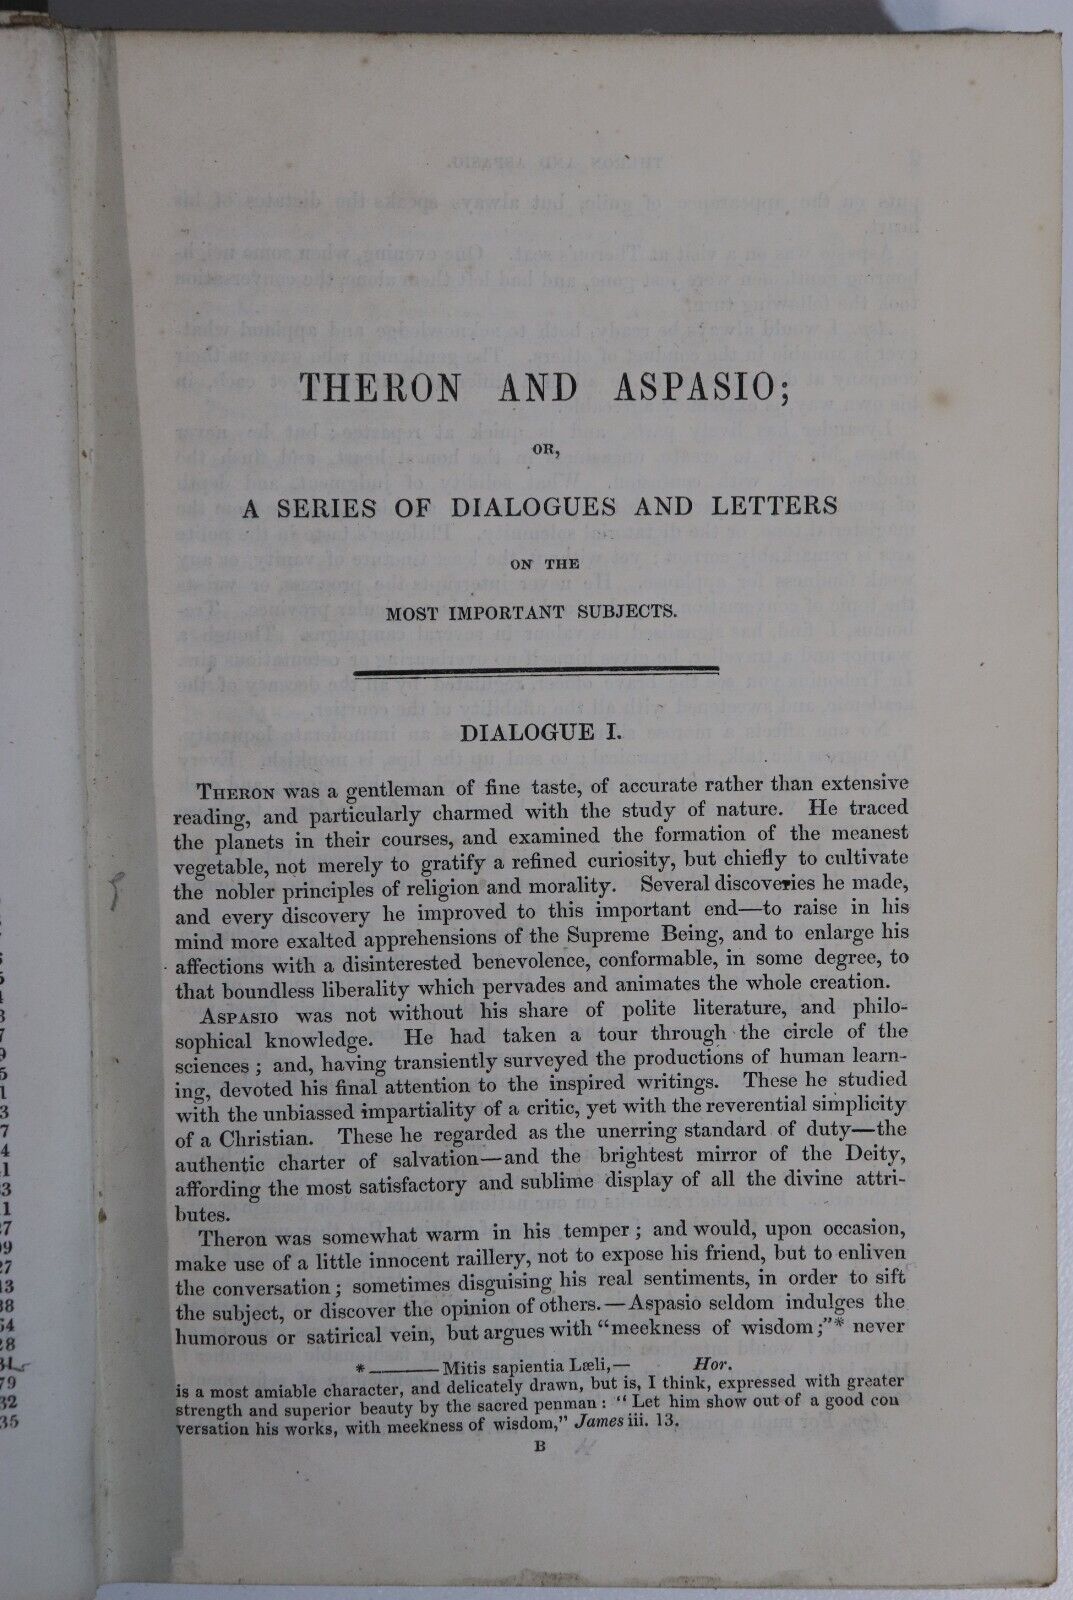 THERON AND ASPASIO;
OR,
A SERIES OF DIALOGUES AND LETTERS
ON THE
MOST IMPORTANT SUBJECTS.
DIALOGUE I.
THERON was a gentleman of fine taste, of accurate rather than extensive
reading, and particularly charmed with the study of nature. He traced
the planets in their courses, and examined the formation of the meanest
vegetable, not merely to gratify a refined curiosity, but chiefly to cultivate
the nobler principles of religion and morality. Several discoveries he made,
and every discovery he improved to this important end—to raise in his
mind more exalted apprehensions of the Supreme Being, and to enlarge his
affections with a disinterested benevolence, conformable, in some degree, to
that boundless liberality which pervades and animates the whole creation.
ASPASIO was not without his share of polite literature, and philo-
sophical knowledge. He had taken a tour through the circle of the
sciences; and, having transiently surveyed the productions of human learn-
ing, devoted his final attention to the inspired writings. These he studied
with the unbiassed impartiality of a critic, yet with the reverential simplicity
of a Christian. These he regarded as the unerring standard of duty—the
authentic charter of salvation—and the brightest mirror of the Deity,
affording the most satisfactory and sublime display of all the divine attri-
butes.
Theron was somewhat warm in his temper; and would, upon occasion,
make use of a little innocent raillery, not to expose his friend, but to enliven
the conversation; sometimes disguising his real sentiments, in order to sift
the subject, or discover the opinion of others.—Aspasio seldom indulges the
humorous or satirical vein, but argues with "meekness of wisdom;"* never
*———Mitis sapientia Læli,— Hor.
is a most amiable character, and delicately drawn, but is, I think, expressed with greater
strength and superior beauty by the sacred penman: "Let him show out of a good con
versation his works, with meekness of wisdom," James iii. 13.
B